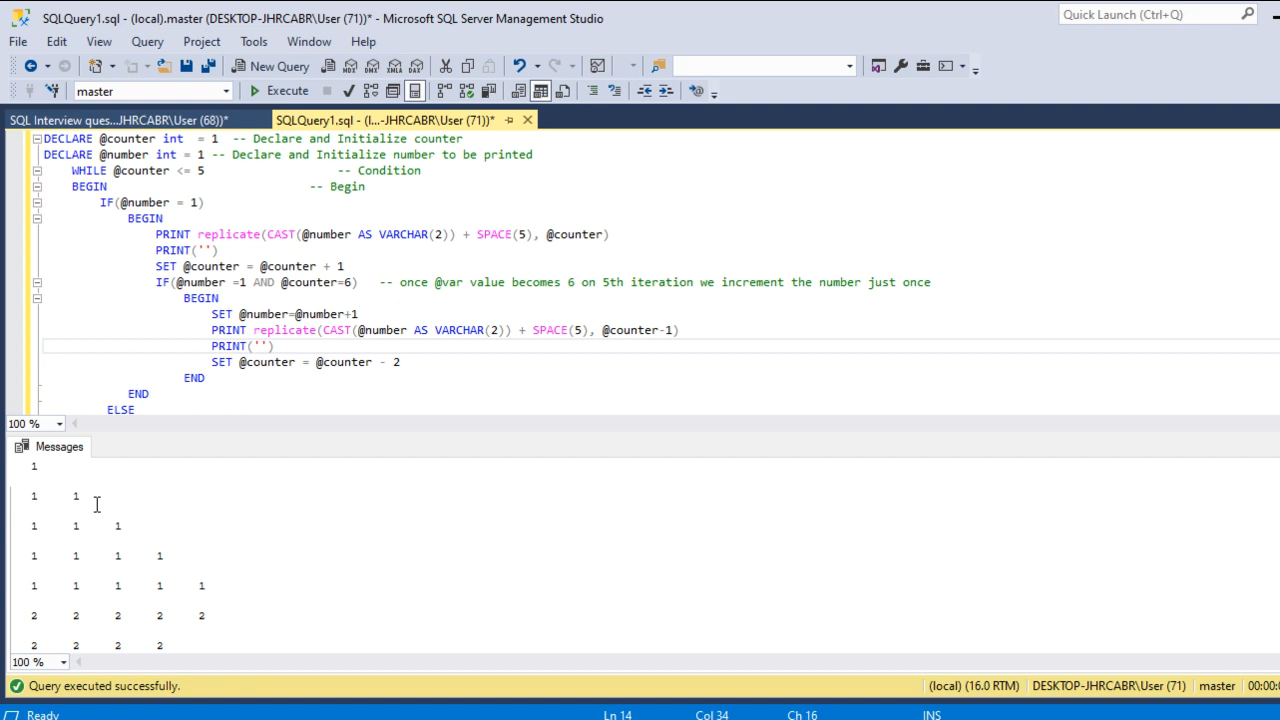 SQLQuery1.sql - (local).master (DESKTOP-JHRCABR\User (71))* - Microsoft SQL Server Management Studio
Quick Launch (Ctrl+Q)
File Edit View Query Project Tools Window Help
New Query
master Execute
SQL Interview ques...JHRCABR\User (68))* SQLQuery1.sql - (l...-JHRCABR\User (71))*
DECLARE @counter int = 1 -- Declare and Initialize counter
DECLARE @number int = 1 -- Declare and Initialize number to be printed
WHILE @counter <= 5 -- Condition
BEGIN -- Begin
IF(@number = 1)
BEGIN
PRINT replicate(CAST(@number AS VARCHAR(2)) + SPACE(5), @counter)
PRINT('')
SET @counter = @counter + 1
IF(@number =1 AND @counter=6) -- once @var value becomes 6 on 5th iteration we increment the number just once
BEGIN
SET @number=@number+1
PRINT replicate(CAST(@number AS VARCHAR(2)) + SPACE(5), @counter-1)
PRINT('')
SET @counter = @counter - 2
END
END
ELSE
100 %
Messages
1
1 1
1 1 1
1 1 1 1
1 1 1 1 1
2 2 2 2 2
2 2 2 2
100 %
Query executed successfully. (local) (16.0 RTM) DESKTOP-JHRCABR\User (71) master 00:00:0
Ready Ln 14 Col 34 Ch 16 INS